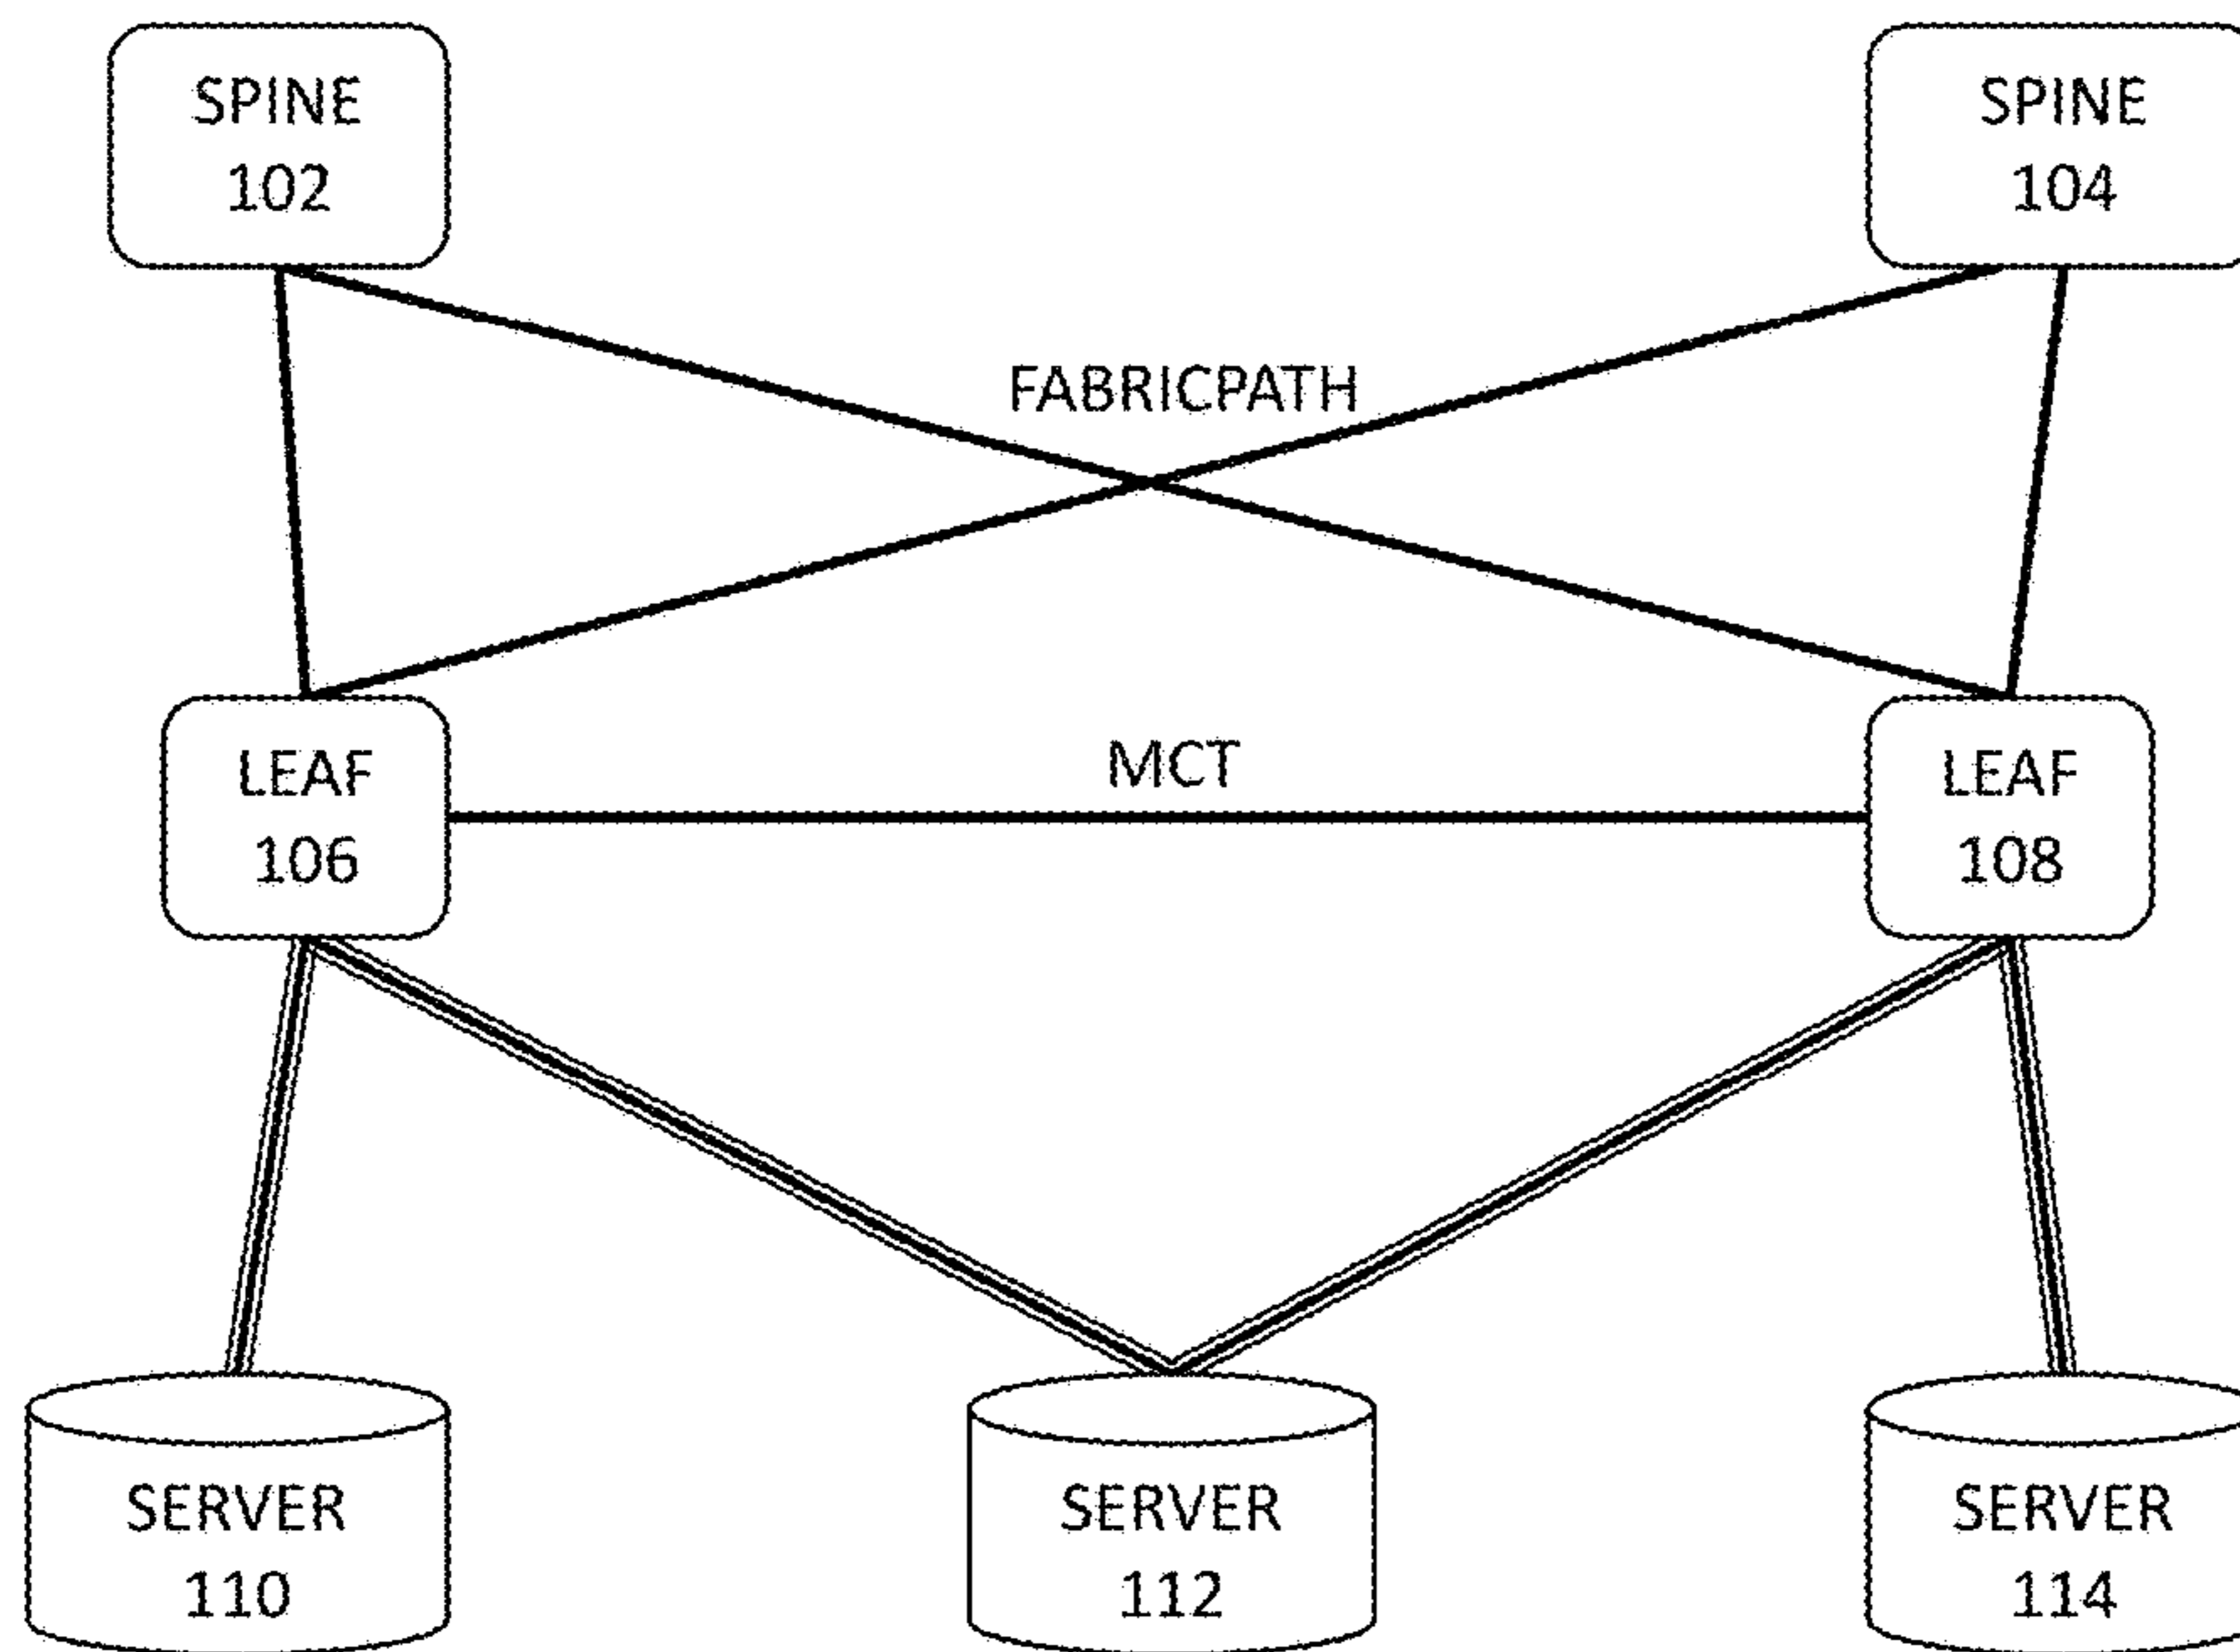 SPINE
102
SPINE
104
FABRICPATH
LEAF
106
MCT
LEAF
108
SERVER
110
SERVER
112
SERVER
114